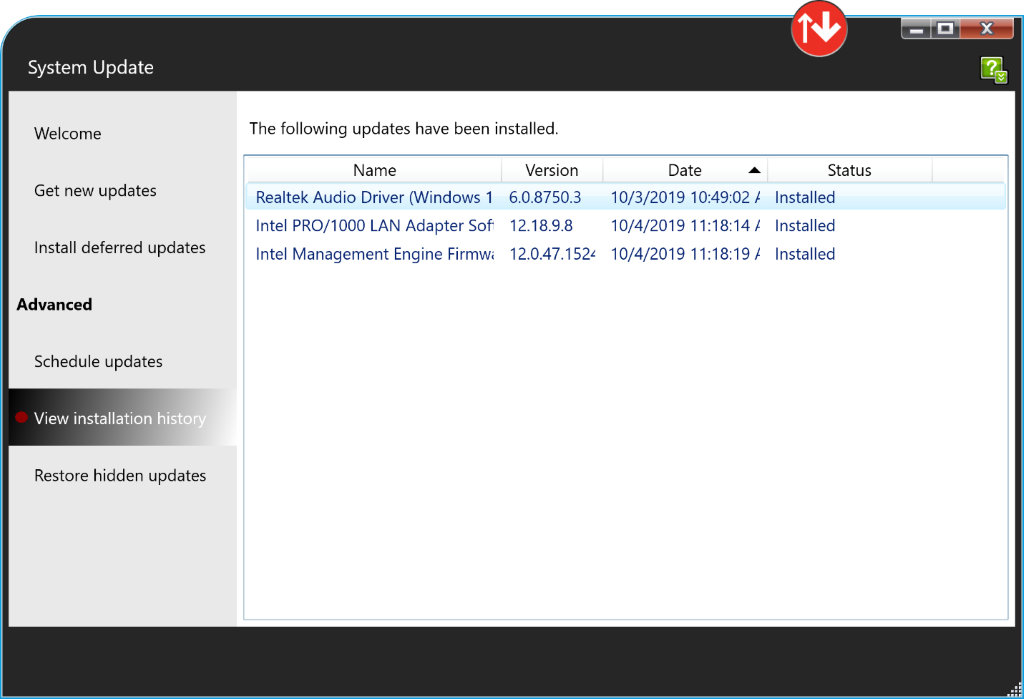 System Update
Welcome
Get new updates
Install deferred updates
Advanced
Schedule updates
View installation history
Restore hidden updates
The following updates have been installed.
Name Version Date Status
Realtek Audio Driver (Windows 1 6.0.8750.3 10/3/2019 10:49:02 A Installed
Intel PRO/1000 LAN Adapter Sof 12.18.9.8 10/4/2019 11:18:14 A Installed
Intel Management Engine Firmwa 12.0.47.1524 10/4/2019 11:18:19 A Installed